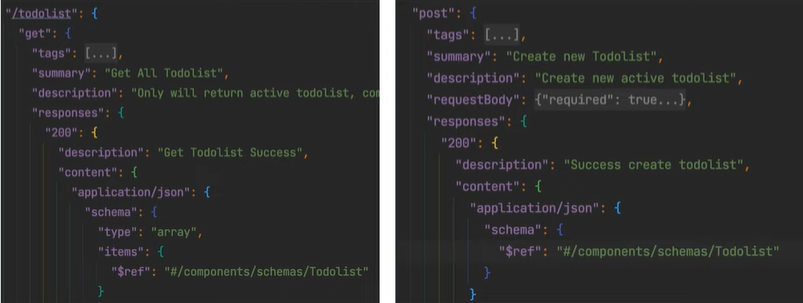 "/todolist": {
"get": {
"tags": [...],
"summary": "Get All Todolist",
"description": "Only will return active todolist, com
"responses": {
"200": {
"description": "Get Todolist Success",
"content": {
"application/json": {
"schema": {
"type": "array",
"items": {
"$ref": "#/components/schemas/Todolist"
}
"post": {
"tags": [...],
"summary": "Create new Todolist",
"description": "Create new active todolist",
"requestBody": {"required": true...},
"responses": {
"200": {
"description": "Success create todolist",
"content": {
"application/json": {
"schema": {
"$ref": "#/components/schemas/Todolist"
}
}